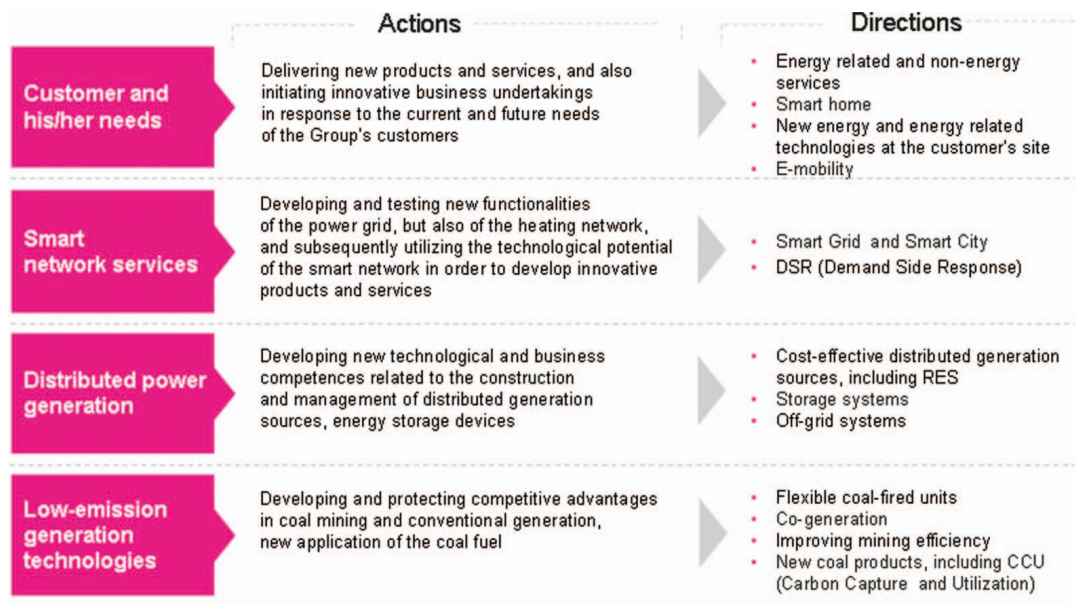 Actions
Directions
Customer and
his/her needs
Delivering new products and services, and also
initiating innovative business undertakings
in response to the current and future needs
of the Group's customers
• Energy related and non-energy
services
• Smart home
• New energy and energy related
technologies at the customer's site
• E-mobility
Smart
network services
Developing and testing new functionalities
of the power grid, but also of the heating network,
and subsequently utilizing the technological potential
of the smart network in order to develop innovative
products and services
• Smart Grid and Smart City
• DSR (Demand Side Response)
Distributed power
generation
Developing new technological and business
competences related to the construction
and management of distributed generation
sources, energy storage devices
• Cost-effective distributed generation
sources, including RES
• Storage systems
• Off-grid systems
Low-emission
generation
technologies
Developing and protecting competitive advantages
in coal mining and conventional generation,
new application of the coal fuel
• Flexible coal-fired units
• Co-generation
• Improving mining efficiency
• New coal products, including CCU
(Carbon Capture and Utilization)